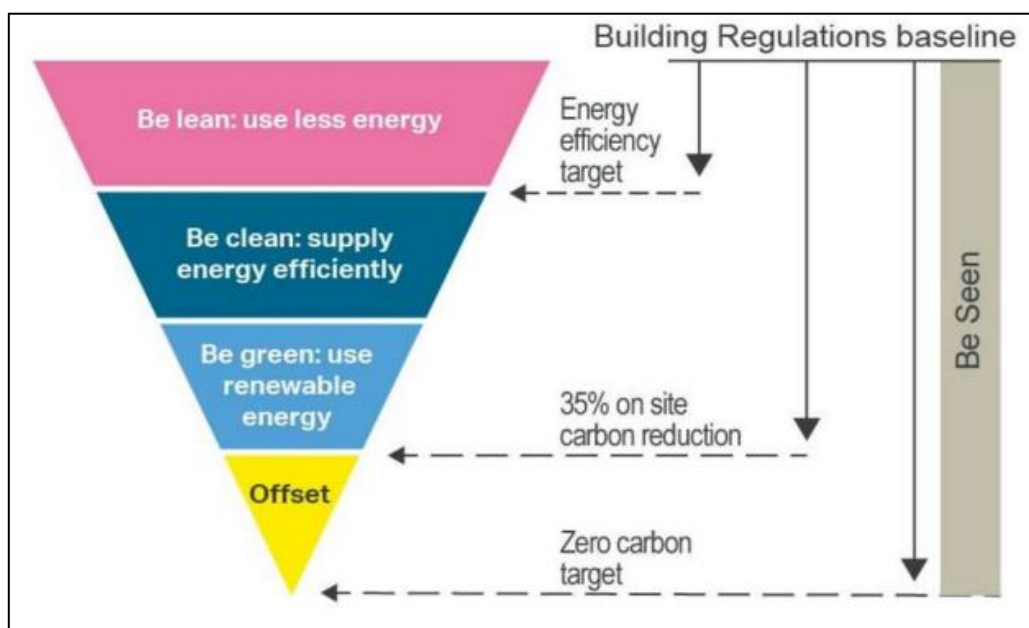 Building Regulations baseline
Be lean: use less energy
Energy
efficiency
target
Be clean: supply
energy efficiently
Be green: use
renewable
energy
35% on site
carbon reduction
Offset
Zero carbon
target
Be Seen